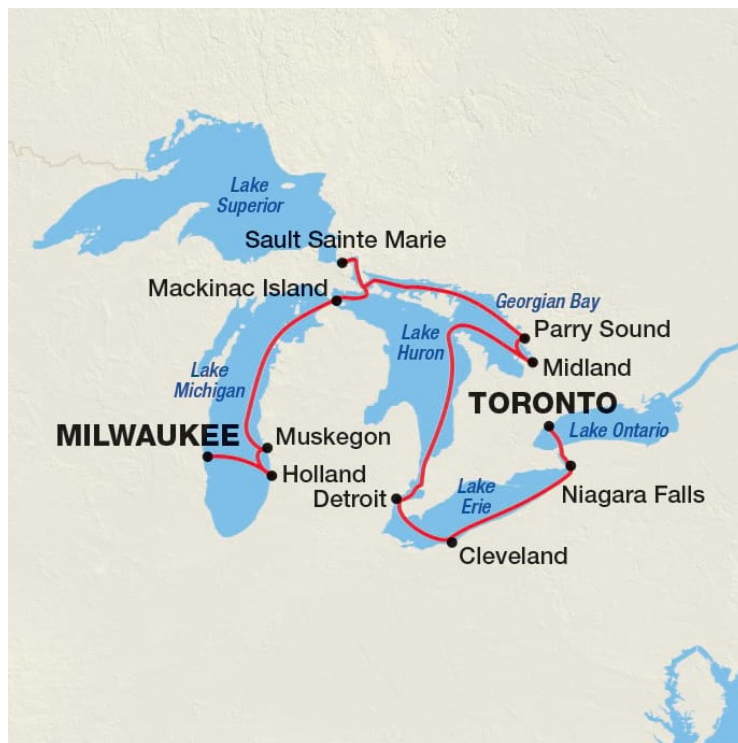 Lake
Superior
Sault Sainte Marie
Mackinac Island
Georgian Bay
Lake
Huron
Parry Sound
Midland
Lake
Michigan
TORONTO
MILWAUKEE
Muskegon
Lake Ontario
Holland
Detroit
Lake
Erie
Niagara Falls
Cleveland